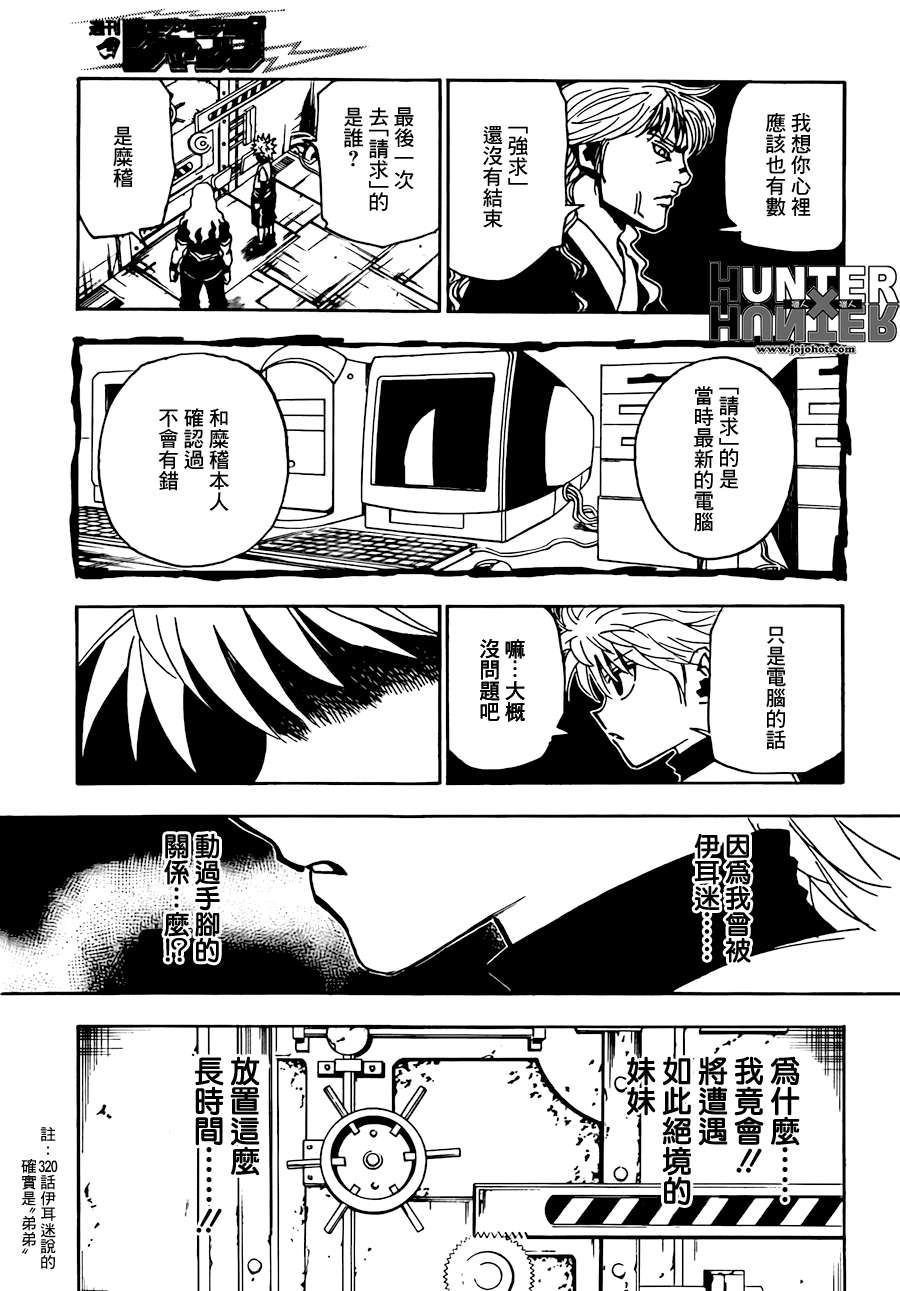 週刊
ジャンプ
我想你心裡
應該也有數
「強求」
還沒有結束
最後一次
去「請求」的
是誰？
是糜稽
HUNTER
×
獵人 獵人
HUNTER
www.jojohot.com
「請求」的是
當時最新的電腦
和糜稽本人
確認過
不會有錯
只是電腦的話
嘛…大概
沒問題吧
因為我曾被
伊耳迷……
動過手腳的
關係…麼!?
為什麼……
我竟會!!
將遭遇
如此絕境的
妹妹
放置這麼
長時間……!!
註：320話伊耳迷說的
確實是〝弟弟〞